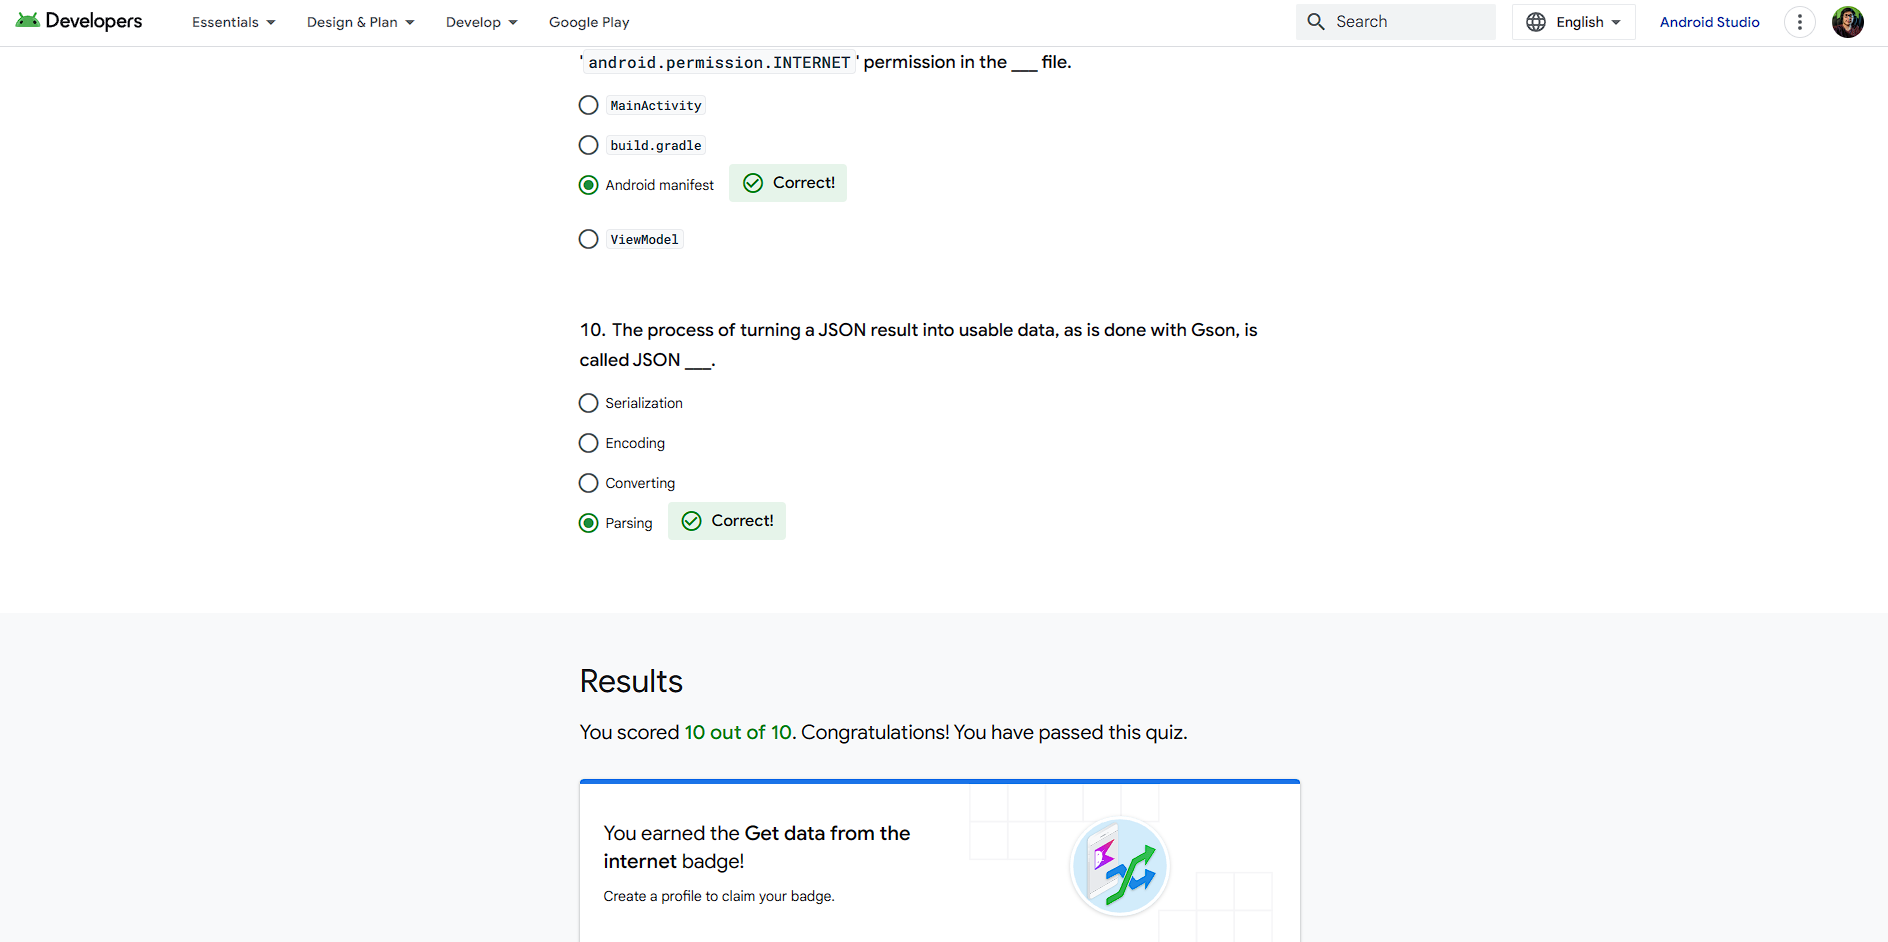 Developers
Essentials
Design & Plan
Develop
Google Play
Search
English
Android Studio
'android.permission.INTERNET' permission in the ___ file.
MainActivity
build.gradle
Android manifest
Correct!
ViewModel
10. The process of turning a JSON result into usable data, as is done with Gson, is
called JSON ___.
Serialization
Encoding
Converting
Parsing
Correct!
Results
You scored 10 out of 10. Congratulations! You have passed this quiz.
You earned the Get data from the
internet badge!
Create a profile to claim your badge.